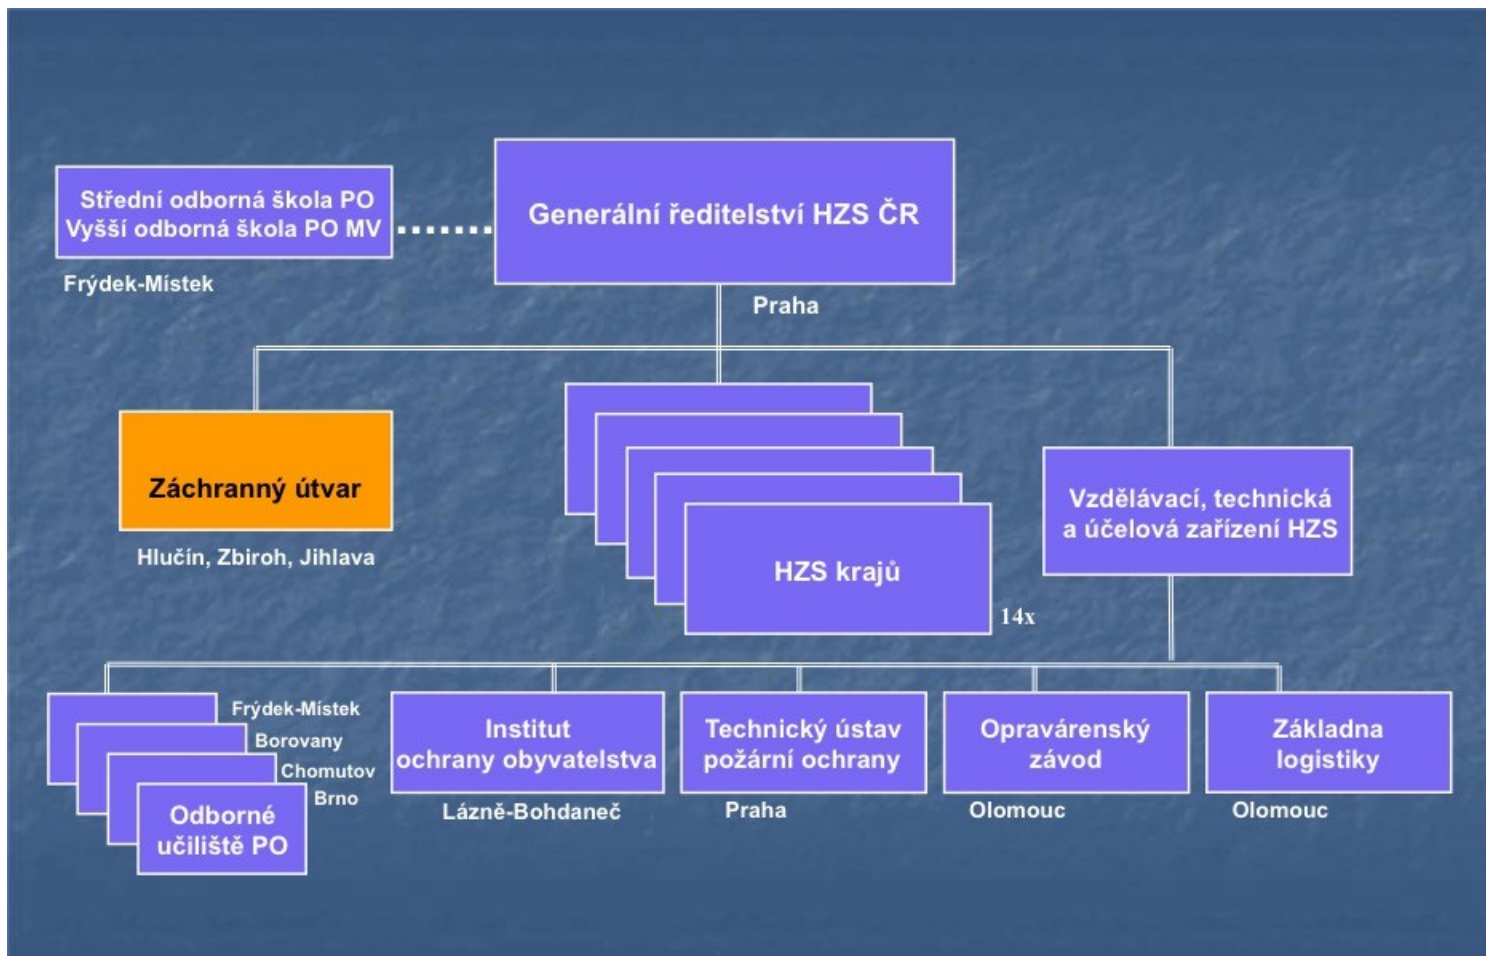 Střední odborná škola PO
Vyšší odborná škola PO MV
Frýdek-Místek
Generální ředitelství HZS ČR
Praha
Záchranný útvar
Hlučín, Zbiroh, Jihlava
HZS krajů
14x
Vzdělávací, technická
a účelová zařízení HZS
Frýdek-Místek
Borovany
Chomutov
Brno
Odborné
učiliště PO
Institut
ochrany obyvatelstva
Lázně-Bohdaneč
Technický ústav
požární ochrany
Praha
Opravárenský
závod
Olomouc
Základna
logistiky
Olomouc